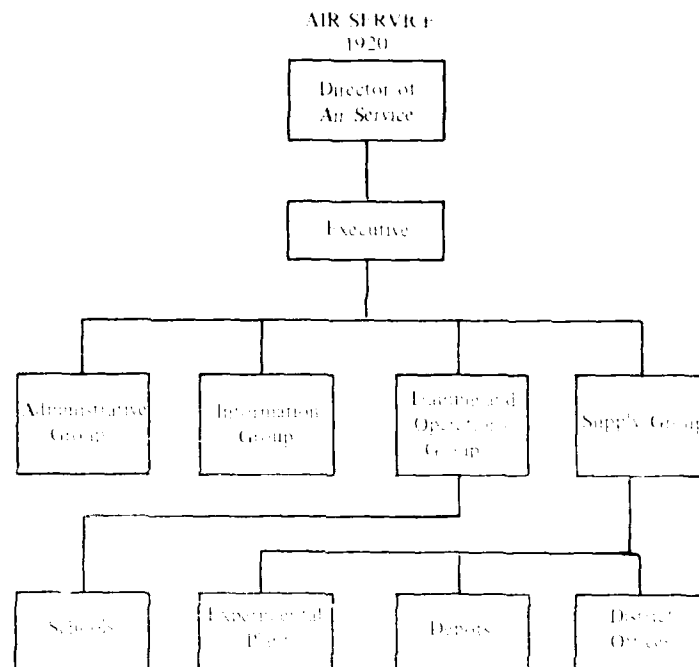 AIR SERVICE
1920
Director of
Air Service
Executive
Administrative
Group
Information
Group
Training and
Operations
Group
Supply Group
Schools
Experimental
Plant
Depots
District
Offices